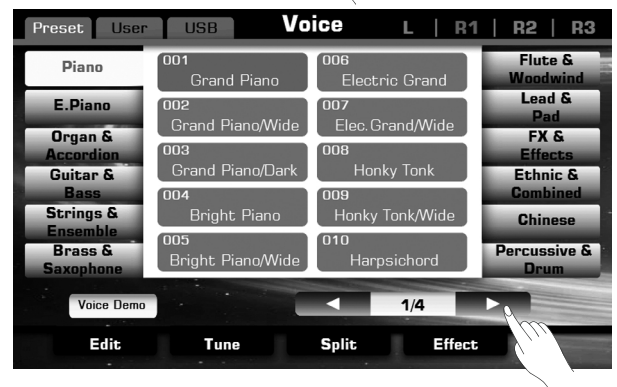 Preset User USB Voice L | R1 | R2 | R3
Piano
E.Piano
Organ &
Accordion
Guitar &
Bass
Strings &
Ensemble
Brass &
Saxophone
001
Grand Piano
002
Grand Piano/Wide
003
Grand Piano/Dark
004
Bright Piano
005
Bright Piano/Wide
006
Electric Grand
007
Elec.Grand/Wide
008
Honky Tonk
009
Honky Tonk/Wide
010
Harpsichord
Flute &
Woodwind
Lead &
Pad
FX &
Effects
Ethnic &
Combined
Chinese
Percussive &
Drum
Voice Demo
1/4
Edit Tune Split Effect